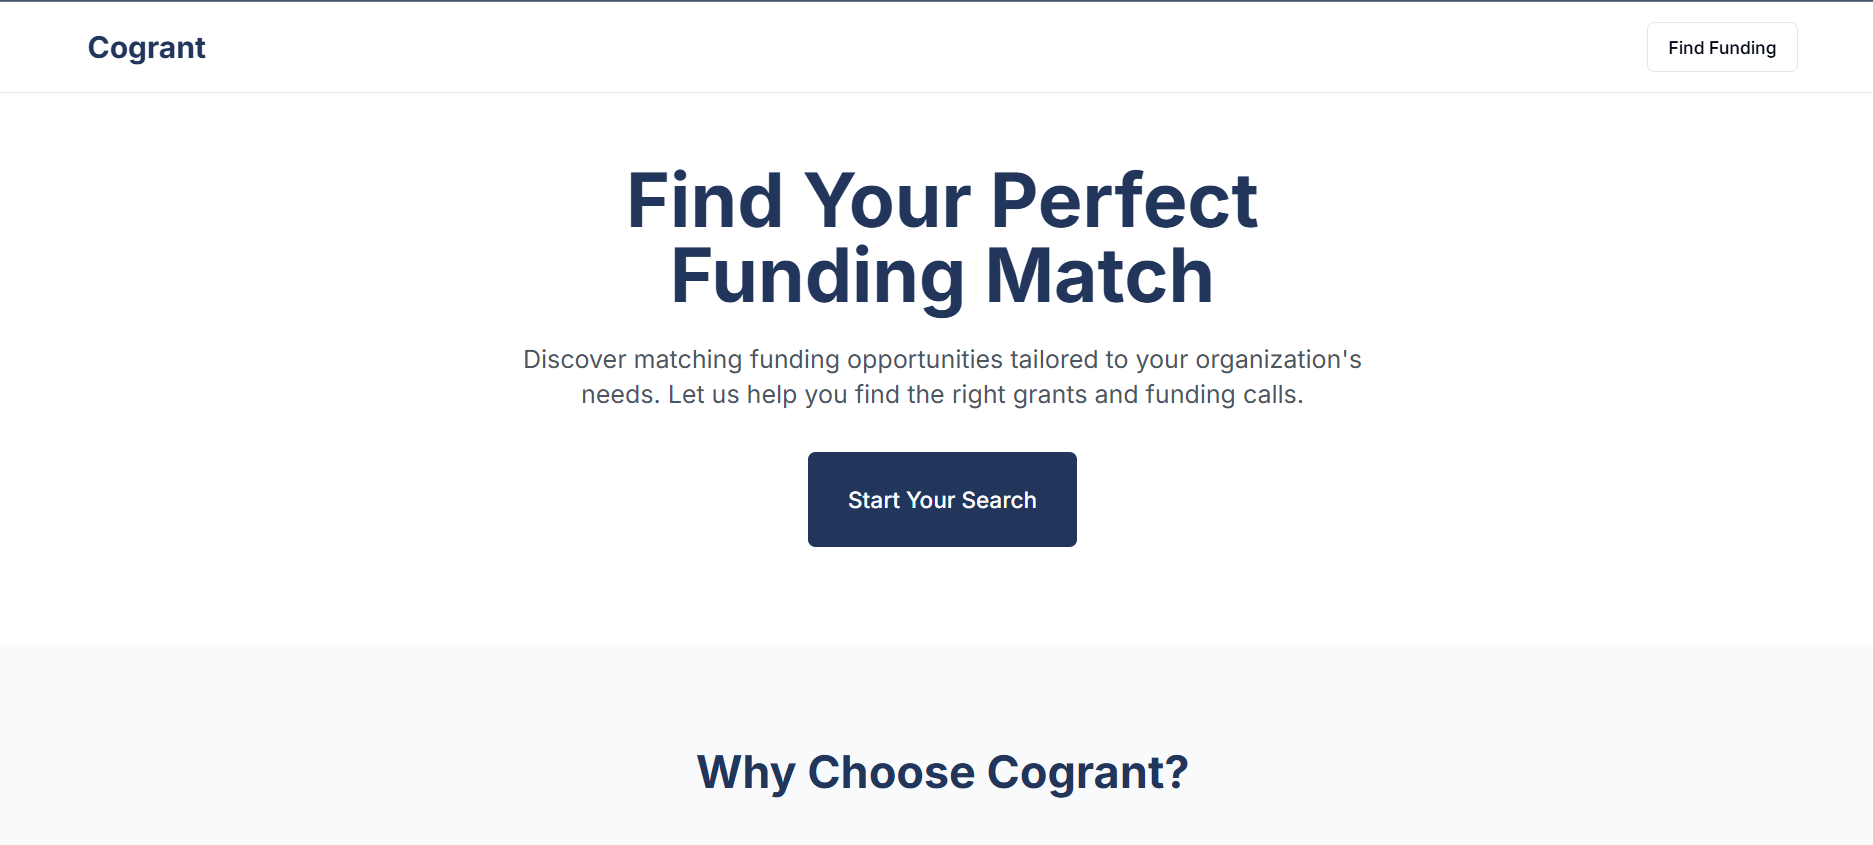 Cogrant
Find Funding
Find Your Perfect
Funding Match
Discover matching funding opportunities tailored to your organization's
needs. Let us help you find the right grants and funding calls.
Start Your Search
Why Choose Cogrant?